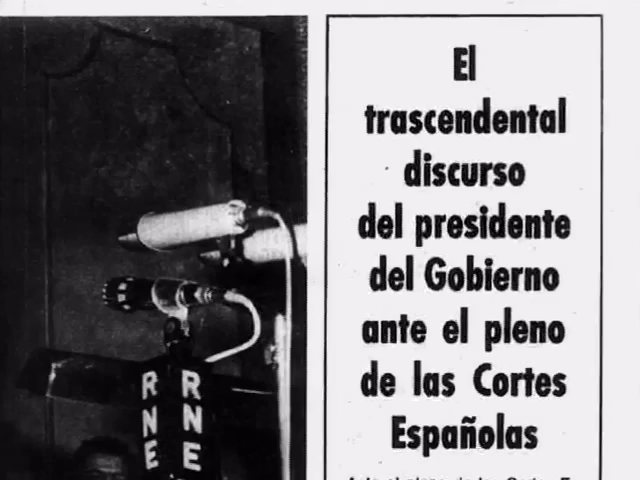 El
trascendental
discurso
del presidente
del Gobierno
ante el pleno
de las Cortes
Españolas
RNE
RNE